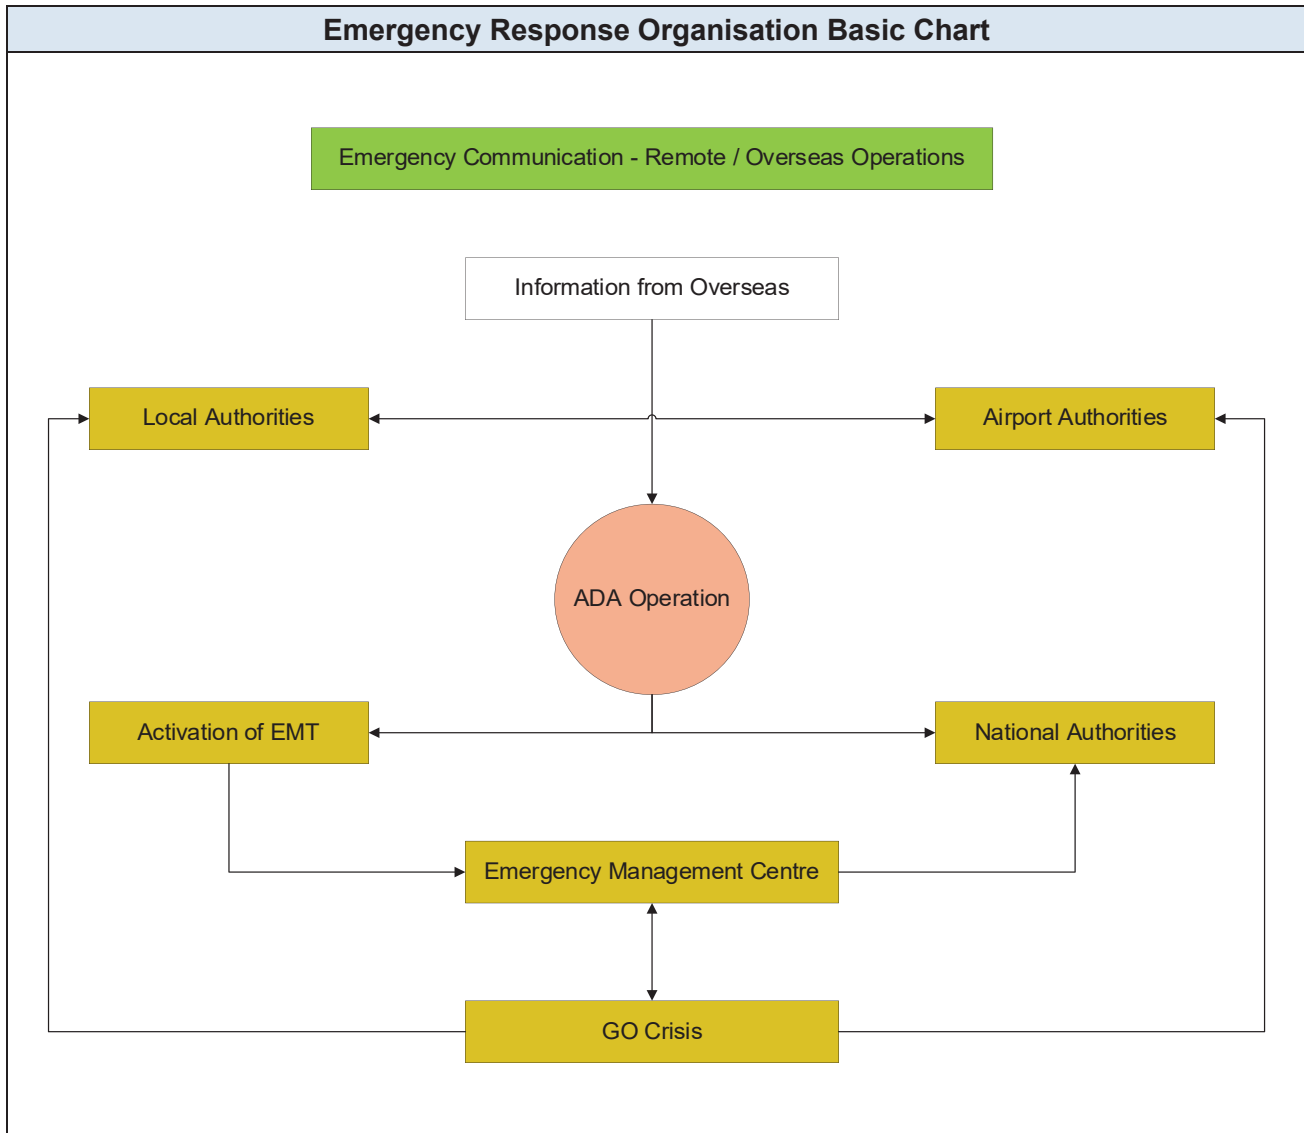 Emergency Response Organisation Basic Chart
Emergency Communication - Remote / Overseas Operations
Information from Overseas
Local Authorities
Airport Authorities
ADA Operation
Activation of EMT
National Authorities
Emergency Management Centre
GO Crisis